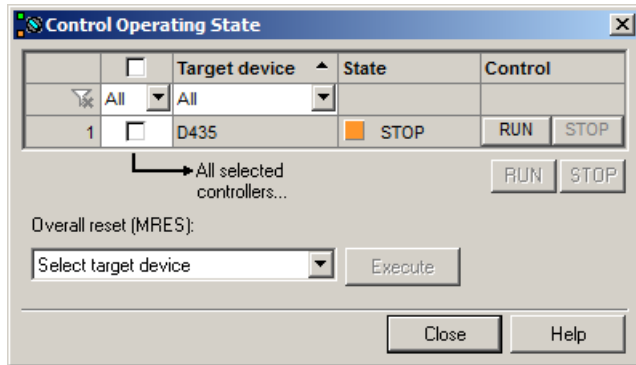 Control Operating State
Target device State Control
All All
1 D435 STOP RUN STOP
All selected RUN STOP
controllers...
Overall reset (MRES):
Select target device Execute
Close Help